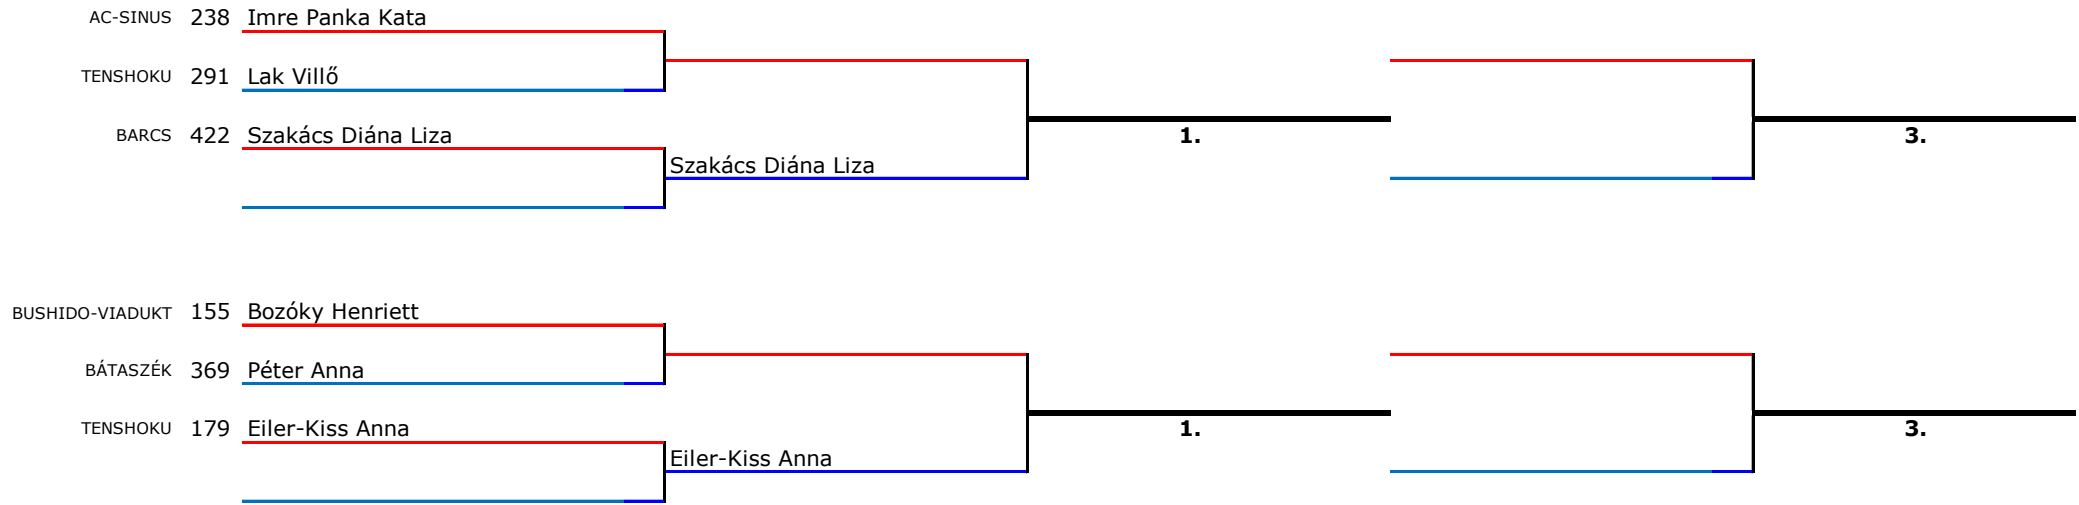 AC-SINUS 238 Imre Panka Kata
TENSHOKU 291 Lak Villő
BARCS 422 Szakács Diána Liza
1.
3.
Szakács Diána Liza
BUSHIDO-VIADUKT 155 Bozóky Henriett
BÁTASZÉK 369 Péter Anna
TENSHOKU 179 Eiler-Kiss Anna
1.
3.
Eiler-Kiss Anna